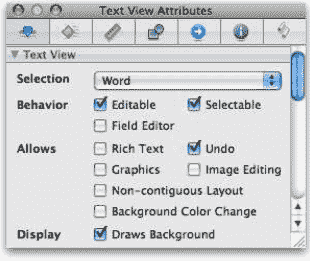 Text View Attributes
Text View
Selection Word
Behavior Editable Selectable
Field Editor
Allows Rich Text Undo
Graphics Image Editing
Non-contiguous Layout
Background Color Change
Display Draws Background